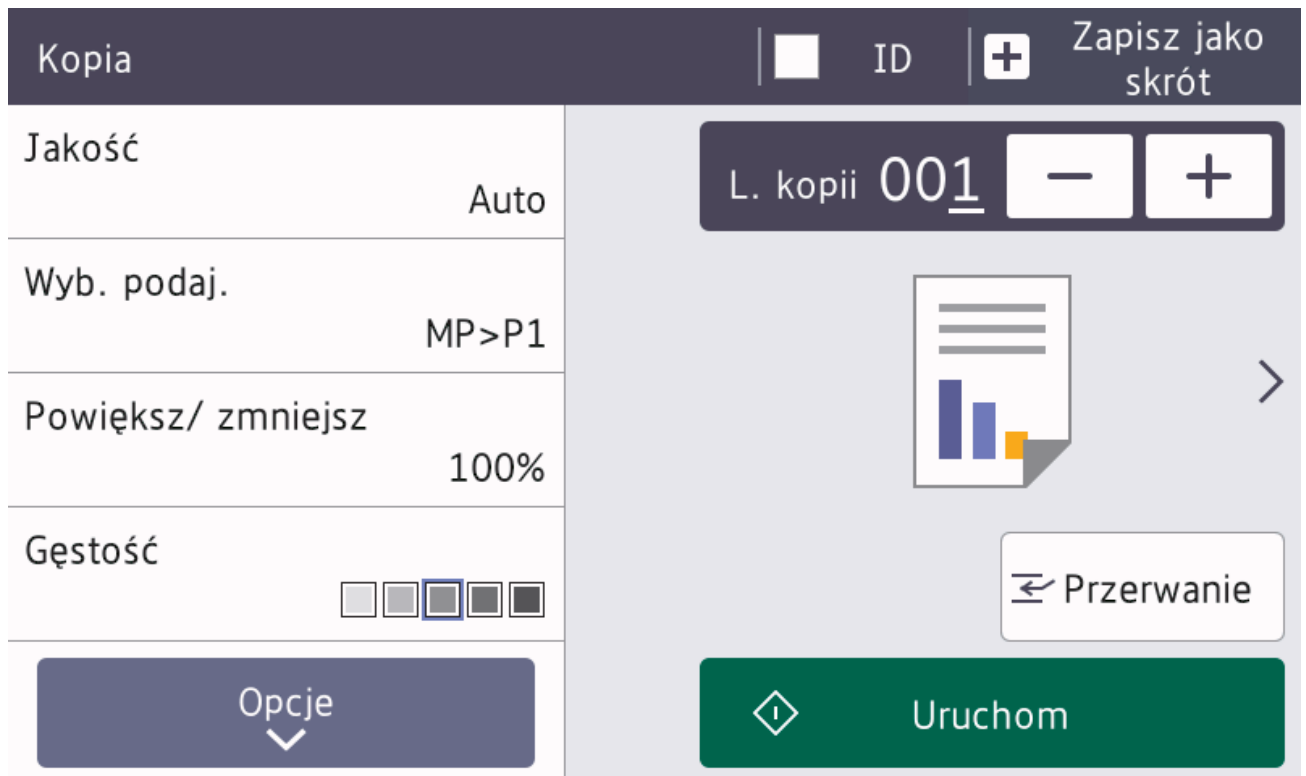 Kopia
ID
Zapisz jako
skrót
Jakość
Auto
Wyb. podaj.
MP>P1
Powiększ/ zmniejsz
100%
Gęstość
Opcje
L. kopii 001
Przerwanie
Uruchom